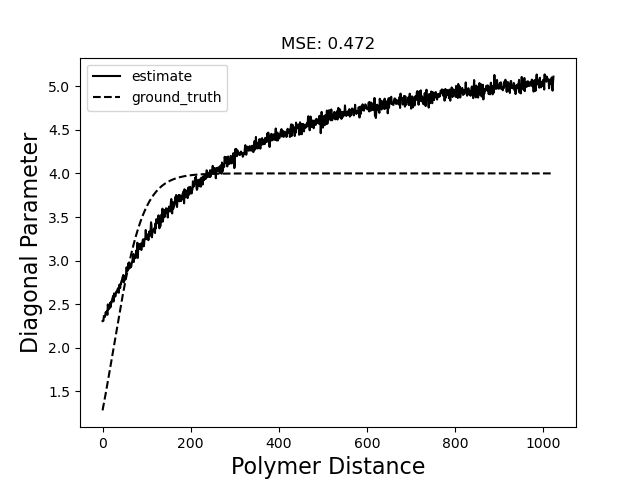 MSE: 0.472
estimate
ground_truth
5.0
4.5
4.0
3.5
3.0
2.5
2.0
1.5
Diagonal Parameter
0 200 400 600 800 1000
Polymer Distance